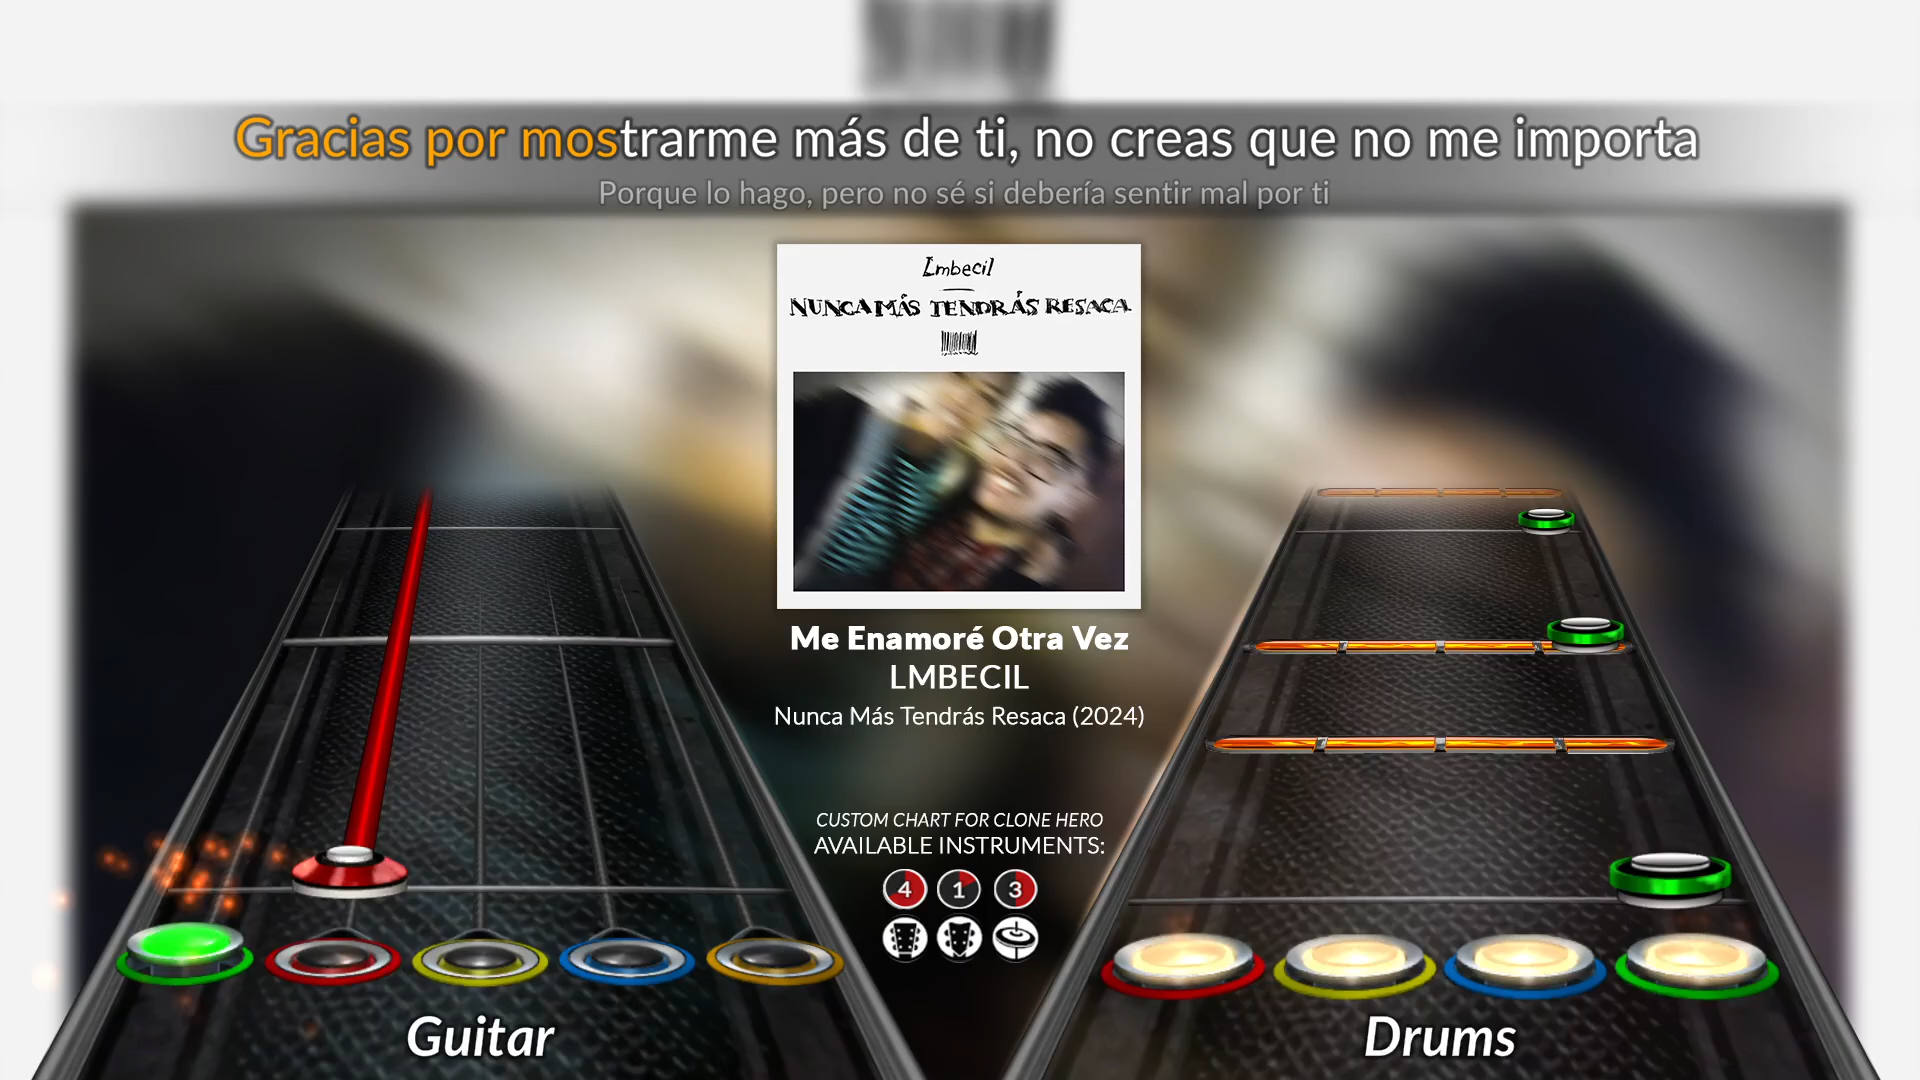 Gracias por mostrarme más de ti, no creas que no me importa
Porque lo hago, pero no sé si debería sentir mal por ti
Lmbecil
NUNCA MÁS TENDRÁS RESACA
Me Enamoré Otra Vez
LMBECIL
Nunca Más Tendrás Resaca (2024)
CUSTOM CHART FOR CLONE HERO
AVAILABLE INSTRUMENTS:
4 1 3
Guitar
Drums